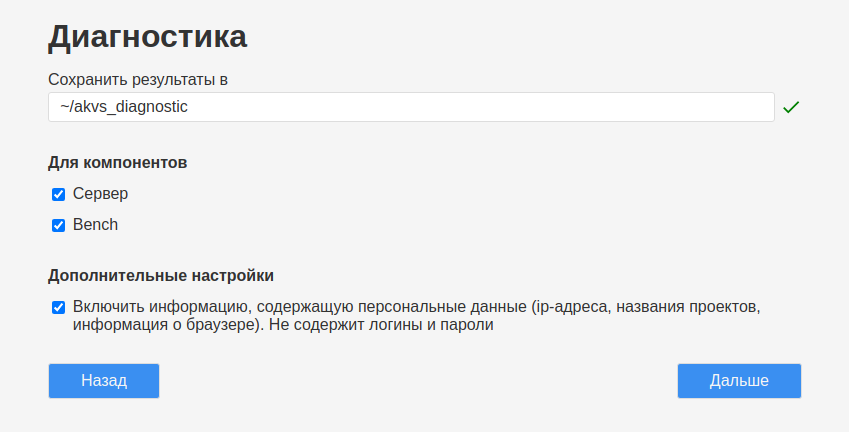 Диагностика
Сохранить результаты в
~/akvs_diagnostic
Для компонентов
Сервер
Bench
Дополнительные настройки
Включить информацию, содержащую персональные данные (ip-адреса, названия проектов,
информация о браузере). Не содержит логины и пароли
Назад
Дальше